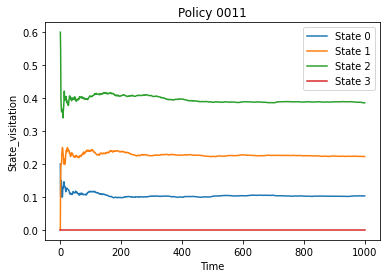 Policy 0011
State_visitation
0.6
0.5
0.4
0.3
0.2
0.1
0.0
State 0
State 1
State 2
State 3
0
200
400
600
800
1000
Time